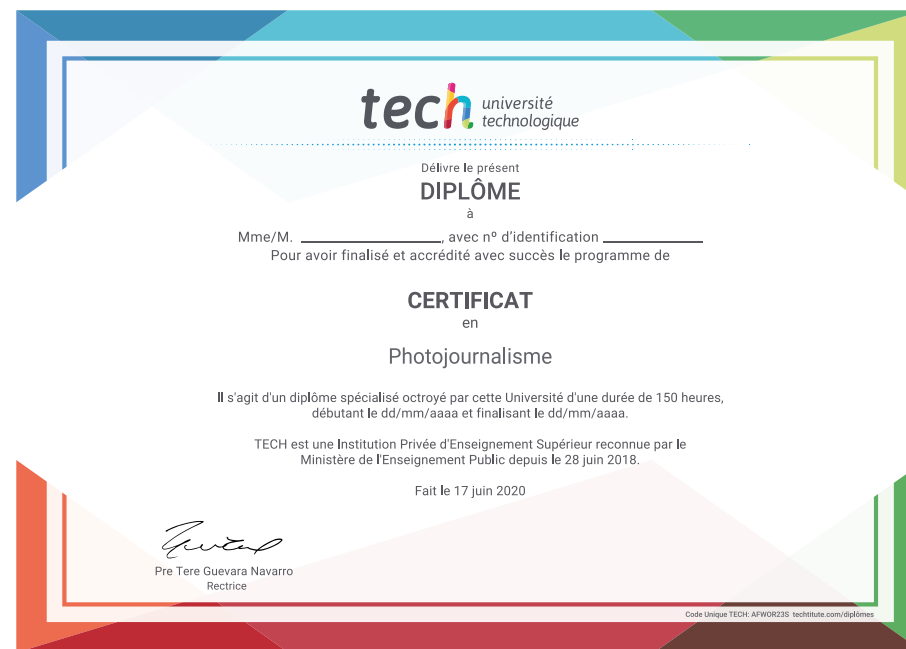 tech université
technologique
Délivre le présent
DIPLÔME
à
Mme/M. ____________________, avec nº d'identification ______________
Pour avoir finalisé et accrédité avec succès le programme de
CERTIFICAT
en
Photojournalisme
Il s'agit d'un diplôme spécialisé octroyé par cette Université d'une durée de 150 heures,
débutant le dd/mm/aaaa et finalisant le dd/mm/aaaa.
TECH est une Institution Privée d'Enseignement Supérieur reconnue par le
Ministère de l'Enseignement Public depuis le 28 juin 2018.
Fait le 17 juin 2020
Pre Tere Guevara Navarro
Rectrice
Code Unique TECH: AFWOR23S techtitute.com/diplômes